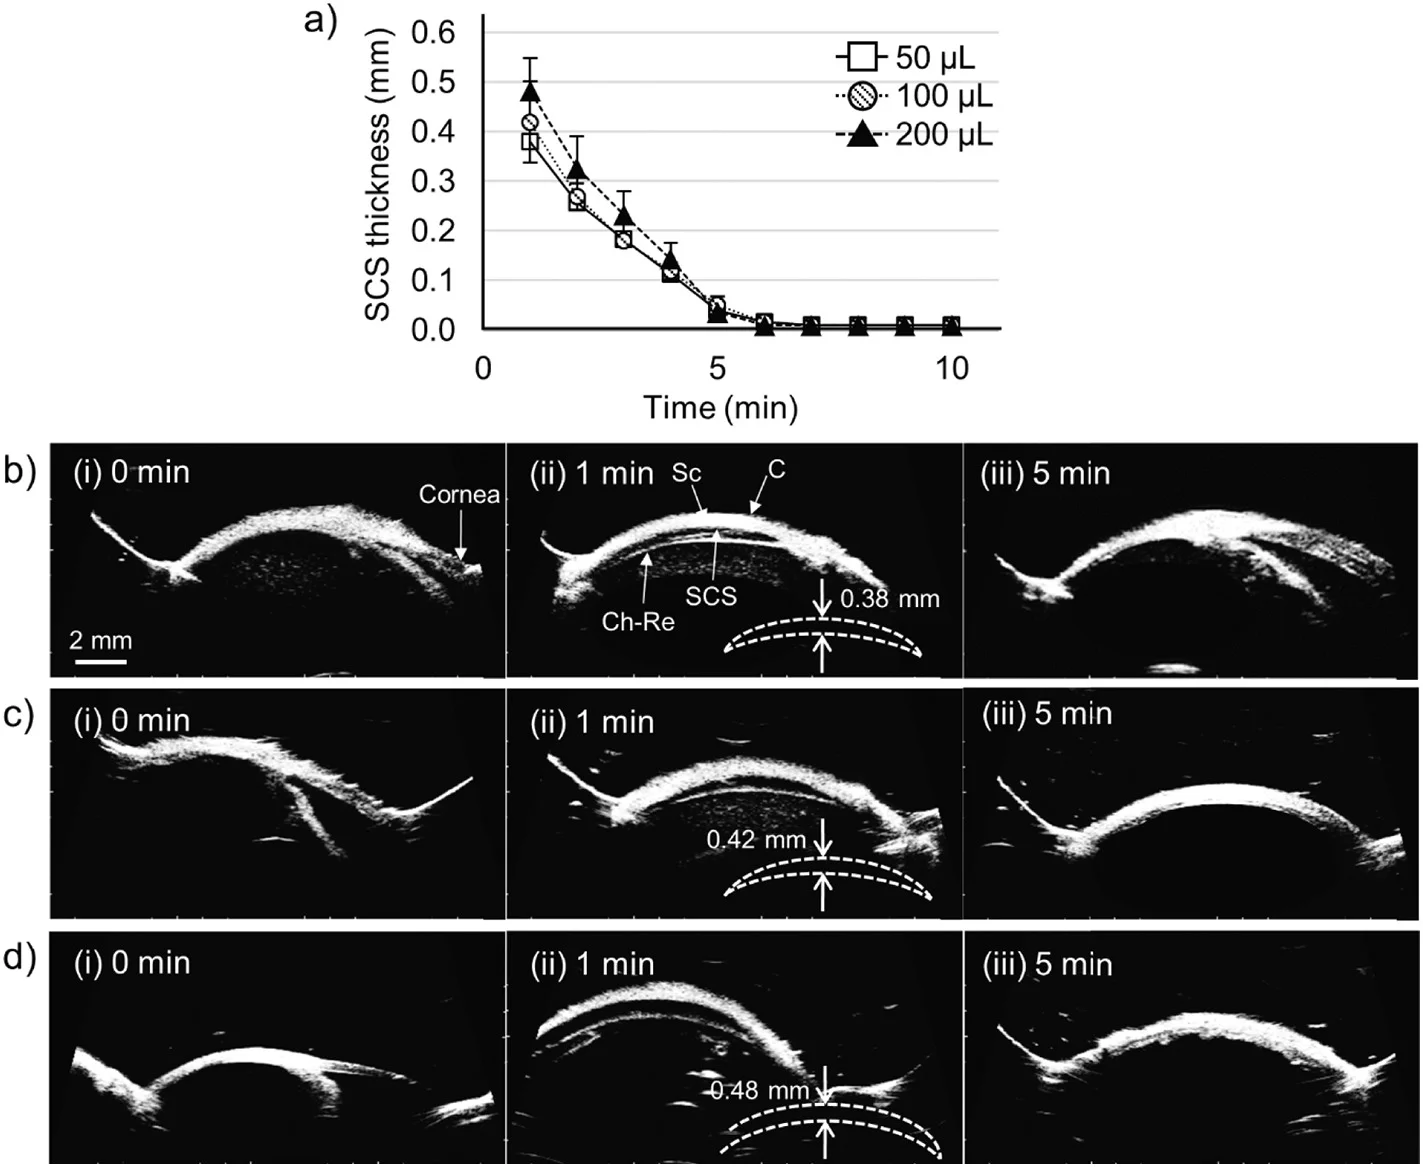 a)
SCS thickness (mm)
0.6
0.5
0.4
0.3
0.2
0.1
0.0
0
5
10
Time (min)
50 µL
100 µL
200 µL
b)
(i) 0 min
Cornea
2 mm
(ii) 1 min
Sc
C
SCS
Ch-Re
0.38 mm
(iii) 5 min
c)
(i) 0 min
(ii) 1 min
0.42 mm
(iii) 5 min
d)
(i) 0 min
(ii) 1 min
0.48 mm
(iii) 5 min